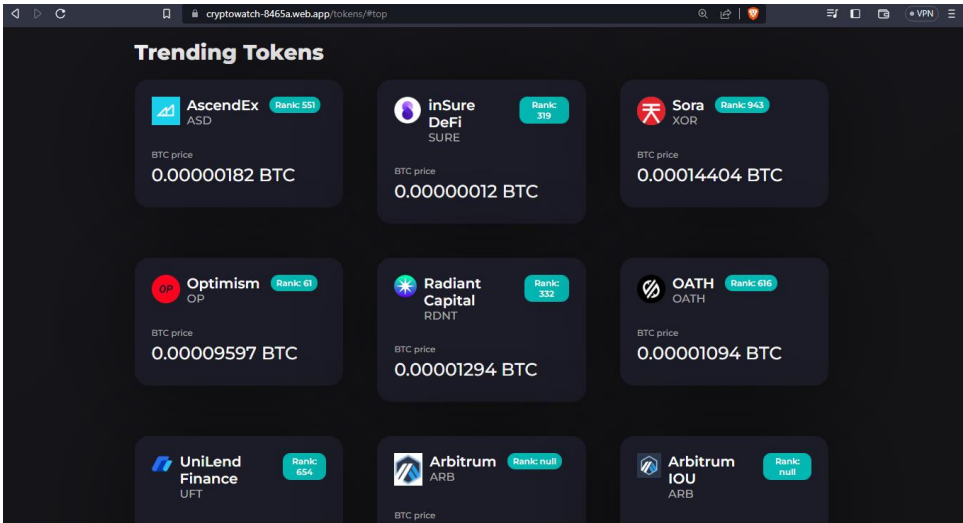 cryptowatch-8465a.web.app/tokens/#top
VPN
Trending Tokens
AscendEx
Rank: 551
ASD
BTC price
0.00000182 BTC
inSure
DeFi
Rank:
319
SURE
BTC price
0.00000012 BTC
Sora
Rank: 943
XOR
BTC price
0.00014404 BTC
OP
Optimism
Rank: 61
OP
BTC price
0.00009597 BTC
Radiant
Capital
Rank:
332
RDNT
BTC price
0.00001294 BTC
OATH
Rank: 616
OATH
BTC price
0.00001094 BTC
UniLend
Finance
Rank:
654
UFT
Arbitrum
Rank: null
ARB
BTC price
Arbitrum
IOU
Rank:
null
ARB